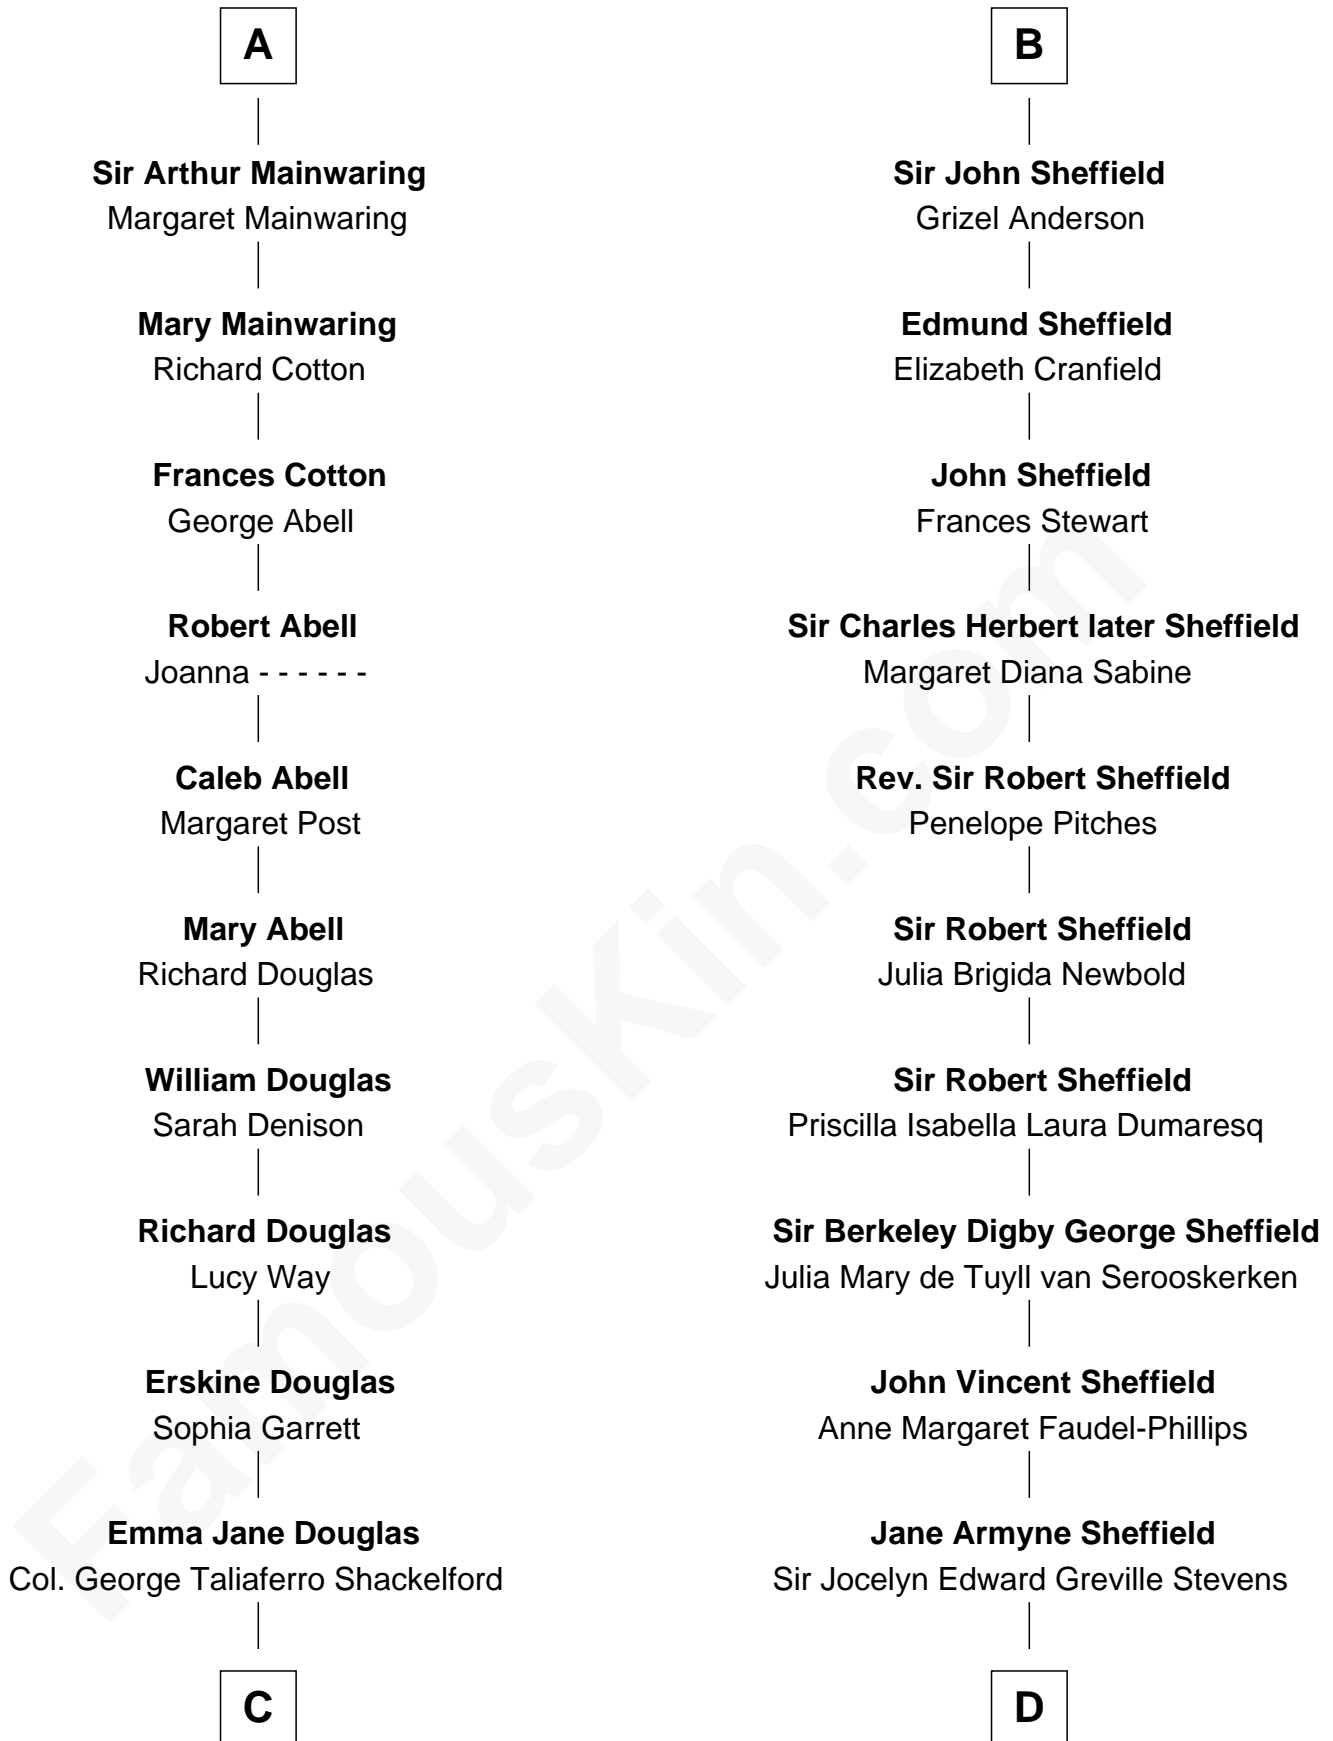 A
Sir Arthur Mainwaring
Margaret Mainwaring
Mary Mainwaring
Richard Cotton
Frances Cotton
George Abell
Robert Abell
Joanna - - - - - -
Caleb Abell
Margaret Post
Mary Abell
Richard Douglas
William Douglas
Sarah Denison
Richard Douglas
Lucy Way
Erskine Douglas
Sophia Garrett
Emma Jane Douglas
Col. George Taliaferro Shackelford
C
B
Sir John Sheffield
Grizel Anderson
Edmund Sheffield
Elizabeth Cranfield
John Sheffield
Frances Stewart
Sir Charles Herbert later Sheffield
Margaret Diana Sabine
Rev. Sir Robert Sheffield
Penelope Pitches
Sir Robert Sheffield
Julia Brigida Newbold
Sir Robert Sheffield
Priscilla Isabella Laura Dumaresq
Sir Berkeley Digby George Sheffield
Julia Mary de Tuyll van Serooskerken
John Vincent Sheffield
Anne Margaret Faudel-Phillips
Jane Armyne Sheffield
Sir Jocelyn Edward Greville Stevens
D
FamousKin.com